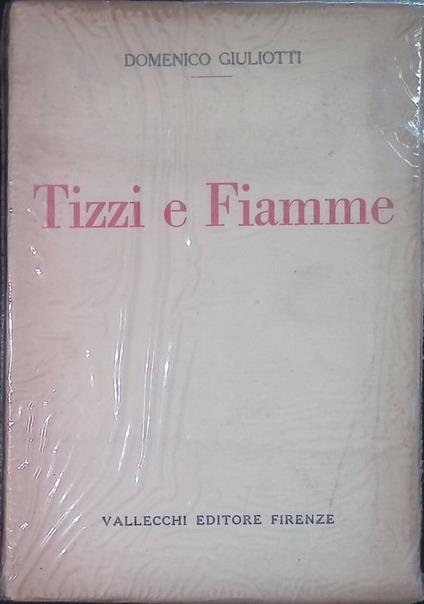 DOMENICO GIULIOTTI
Tizzi e Fiamme
VALLECCHI EDITORE FIRENZE